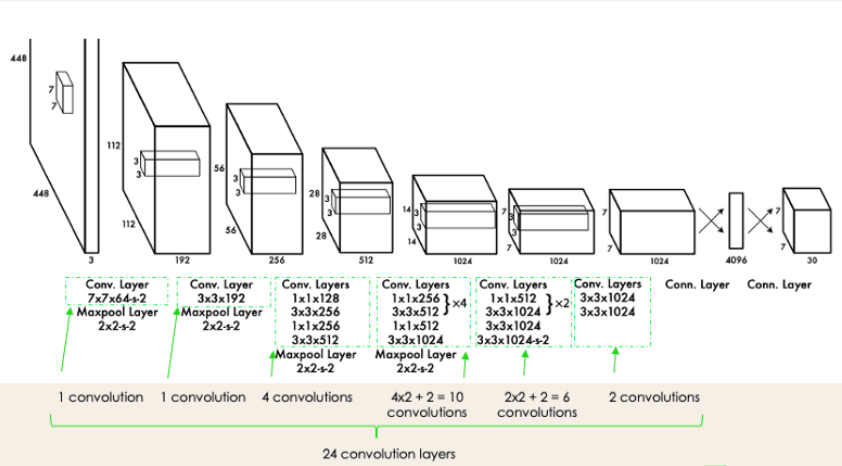 448
7
7
448
3
112
3
3
112
192
56
3
3
56
256
28
3
3
28
512
14
3
3
14
1024
7
3
3
7
1024
7
7
1024
4096
7
7
30
Conv. Layer
7x7x64-s-2
Maxpool Layer
2x2-s-2
Conv. Layer
3x3x192
Maxpool Layer
2x2-s-2
Conv. Layers
1x1x128
3x3x256
1x1x256
3x3x512
Maxpool Layer
2x2-s-2
Conv. Layers
1x1x256
3x3x512
}x4
1x1x512
3x3x1024
Maxpool Layer
2x2-s-2
Conv. Layers
1x1x512
3x3x1024
}x2
3x3x1024
3x3x1024-s-2
Conv. Layers
3x3x1024
3x3x1024
Conn. Layer
Conn. Layer
1 convolution
1 convolution
4 convolutions
4x2 + 2 = 10
convolutions
2x2 + 2 = 6
convolutions
2 convolutions
24 convolution layers